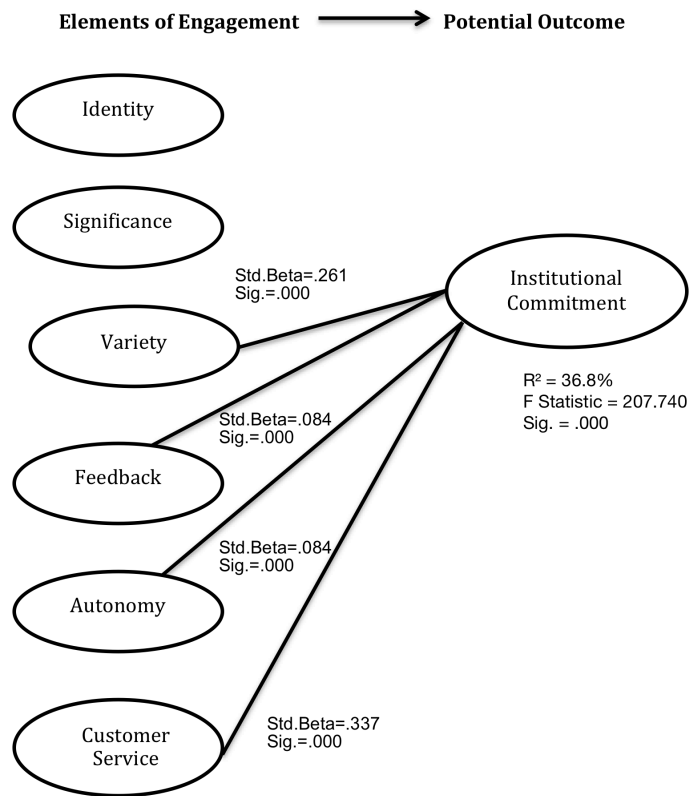 Elements of Engagement
Potential Outcome
Identity
Significance
Std.Beta=.261
Sig.=.000
Institutional
Commitment
Variety
R² = 36.8%
F Statistic = 207.740
Sig. = .000
Std.Beta=.084
Sig.=.000
Feedback
Std.Beta=.084
Sig.=.000
Autonomy
Std.Beta=.337
Sig.=.000
Customer
Service